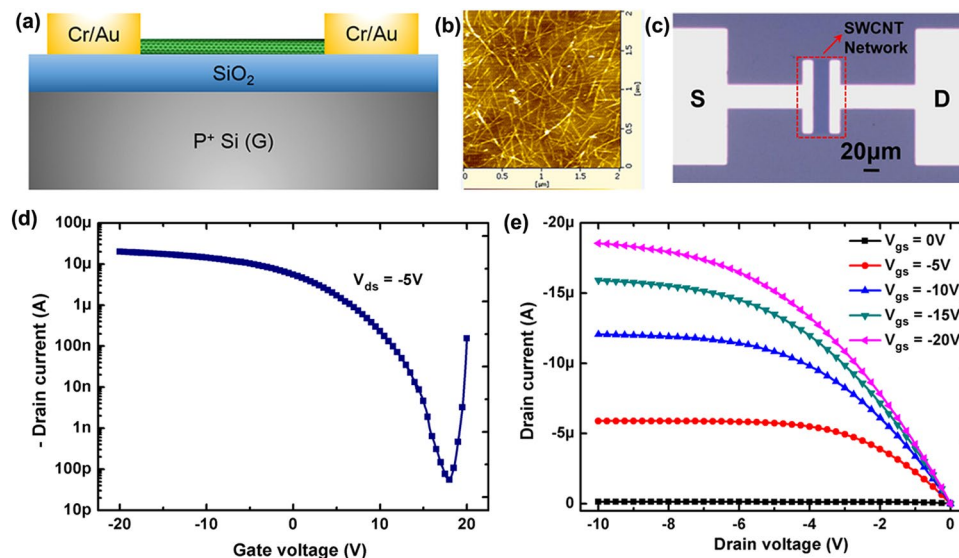 (a)
Cr/Au
Cr/Au
SiO2
P+ Si (G)
(b)
0
0.5
1
1.5
2
[µm]
0
0.5
1.0
1.5
2.0
[µm]
(c)
SWCNT
Network
S
D
20µm
(d)
100µ
10µ
1µ
100n
10n
1n
100p
10p
- Drain current (A)
Vds = -5V
-20
-10
0
10
20
Gate voltage (V)
(e)
-20µ
-15µ
-10µ
-5µ
0
Drain current (A)
Vgs = 0V
Vgs = -5V
Vgs = -10V
Vgs = -15V
Vgs = -20V
-10
-8
-6
-4
-2
0
Drain voltage (V)